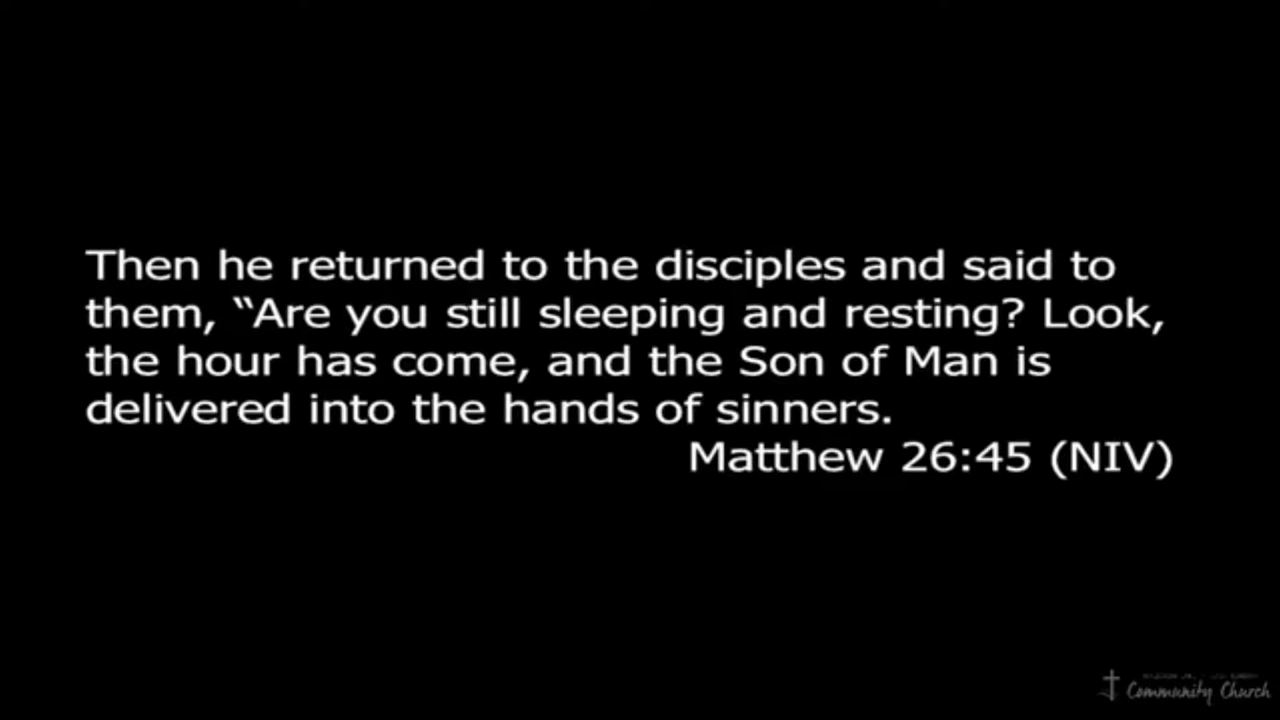 Then he returned to the disciples and said to
them, “Are you still sleeping and resting? Look,
the hour has come, and the Son of Man is
delivered into the hands of sinners.
Matthew 26:45 (NIV)
Community Church